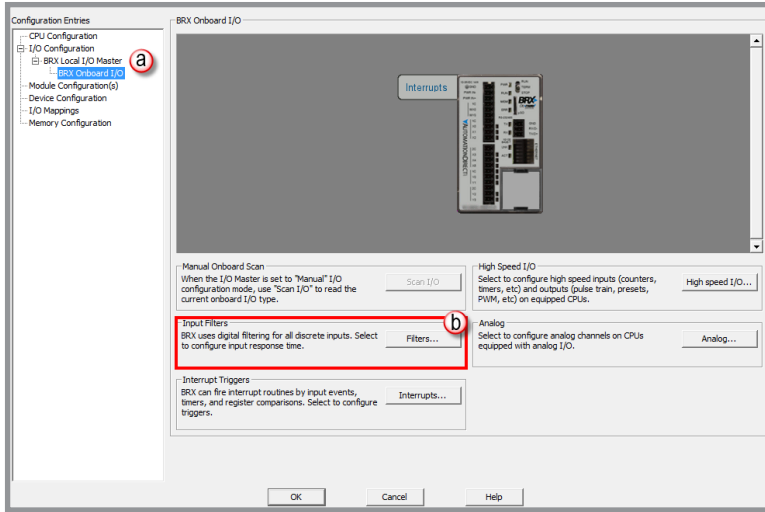 Configuration Entries
CPU Configuration
I/O Configuration
BRX Local I/O Master
a
BRX Onboard I/O
Module Configuration(s)
Device Configuration
I/O Mappings
Memory Configuration
BRX Onboard I/O
Interrupts
BRX
AUTOMATIONDIRECT
Manual Onboard Scan
When the I/O Master is set to "Manual" I/O
configuration mode, use "Scan I/O" to read the
current onboard I/O type.
Scan I/O
High Speed I/O
Select to configure high speed inputs (counters,
timers, etc) and outputs (pulse train, presets,
PWM, etc) on equipped CPUs.
High speed I/O...
Input Filters
b
BRX uses digital filtering for all discrete inputs. Select
to configure input response time.
Filters...
Analog
Select to configure analog channels on CPUs
equipped with analog I/O.
Analog...
Interrupt Triggers
BRX can fire interrupt routines by input events,
timers, and register comparisons. Select to configure
triggers.
Interrupts...
OK
Cancel
Help